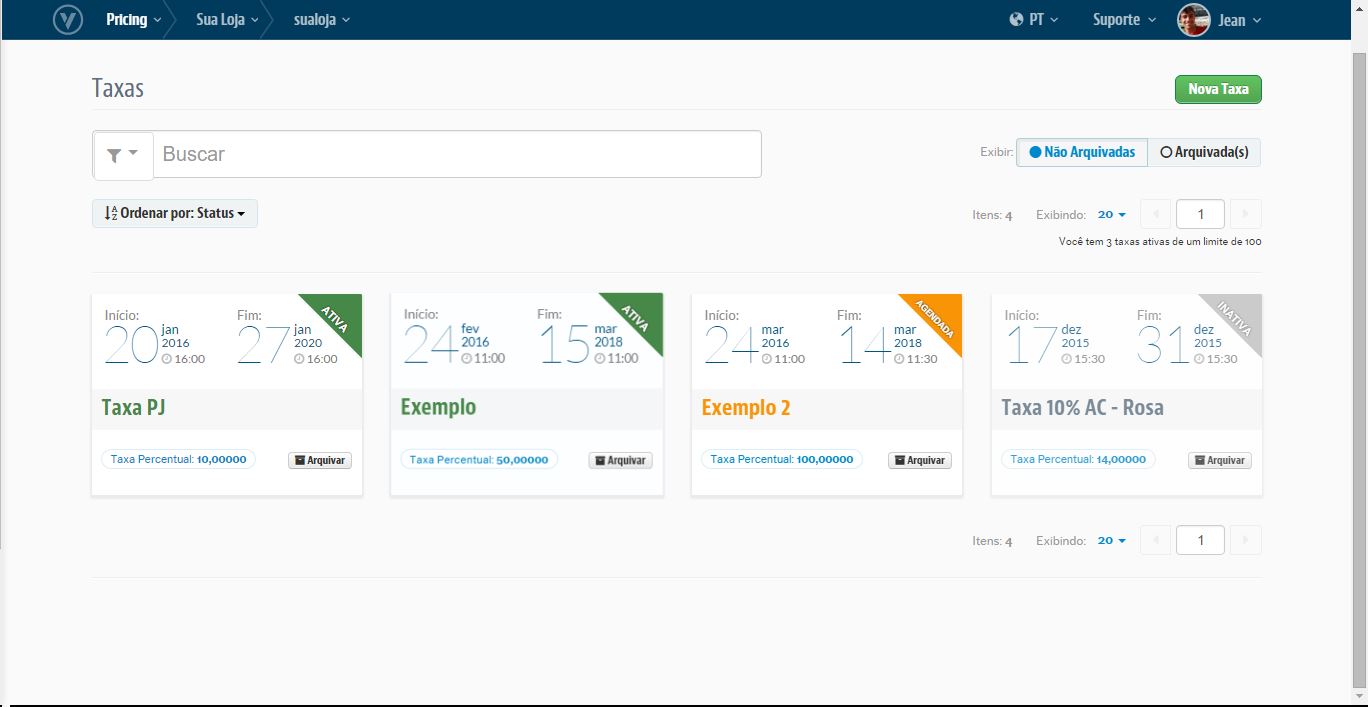 V Pricing Sua Loja sualoja PT Suporte Jean
Taxas Nova Taxa
Buscar Exibir: Não Arquivadas Arquivada(s)
Ordenar por: Status Itens: 4 Exibindo: 20 1
Você tem 3 taxas ativas de um limite de 100
Início: Fim: ATIVA
20 jan 2016 16:00 27 jan 2020 16:00
Taxa PJ
Taxa Percentual: 10,00000 Arquivar
Início: Fim: ATIVA
24 fev 2016 11:00 15 mar 2018 11:00
Exemplo
Taxa Percentual: 50,00000 Arquivar
Início: Fim: AGENDADA
24 mar 2016 11:00 14 mar 2018 11:30
Exemplo 2
Taxa Percentual: 100,00000 Arquivar
Início: Fim: INATIVA
17 dez 2015 15:30 31 dez 2015 15:30
Taxa 10% AC - Rosa
Taxa Percentual: 14,00000 Arquivar
Itens: 4 Exibindo: 20 1